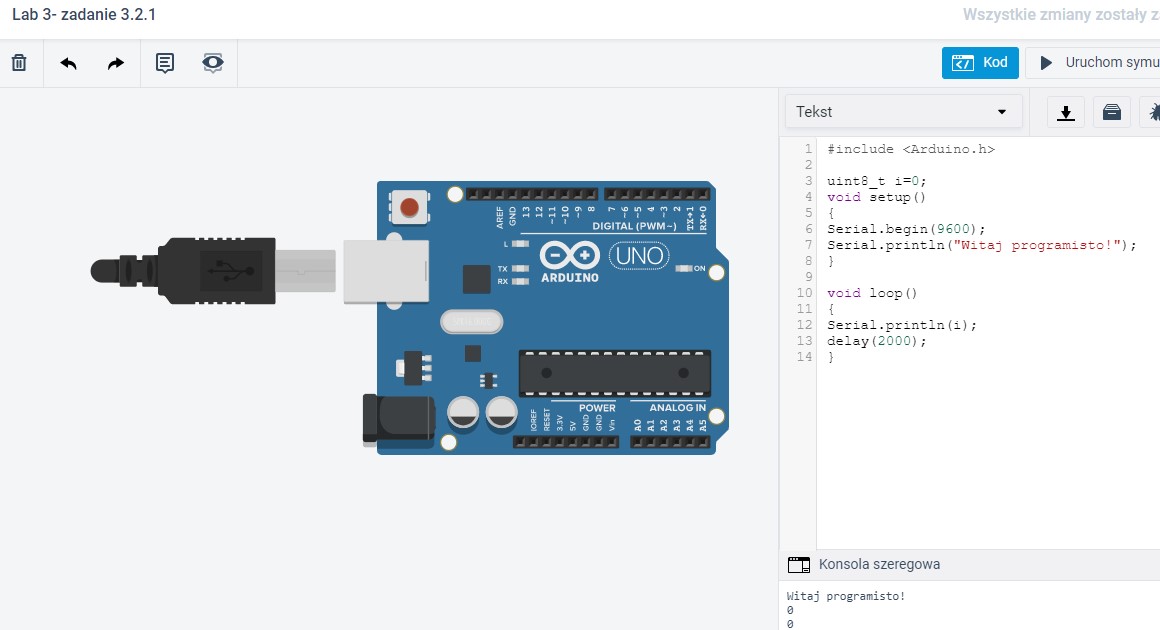 Lab 3- zadanie 3.2.1
Wszystkie zmiany zostały
Kod
Uruchom symu
Tekst
1 #include <Arduino.h>
2
3 uint8_t i=0;
4 void setup()
5 {
6 Serial.begin(9600);
7 Serial.println("Witaj programisto!");
8 }
9
10 void loop()
11 {
12 Serial.println(i);
13 delay(2000);
14 }
AREF GND 13 12 ~11 ~10 ~9 8 7 ~6 ~5 4 ~3 2 TX→1 RX←0
DIGITAL (PWM~)
L
TX
RX
ARDUINO
UNO
ON
POWER
ANALOG IN
IOREF RESET 3.3V 5V GND GND Vin A0 A1 A2 A3 A4 A5
Konsola szeregowa
Witaj programisto!
0
0